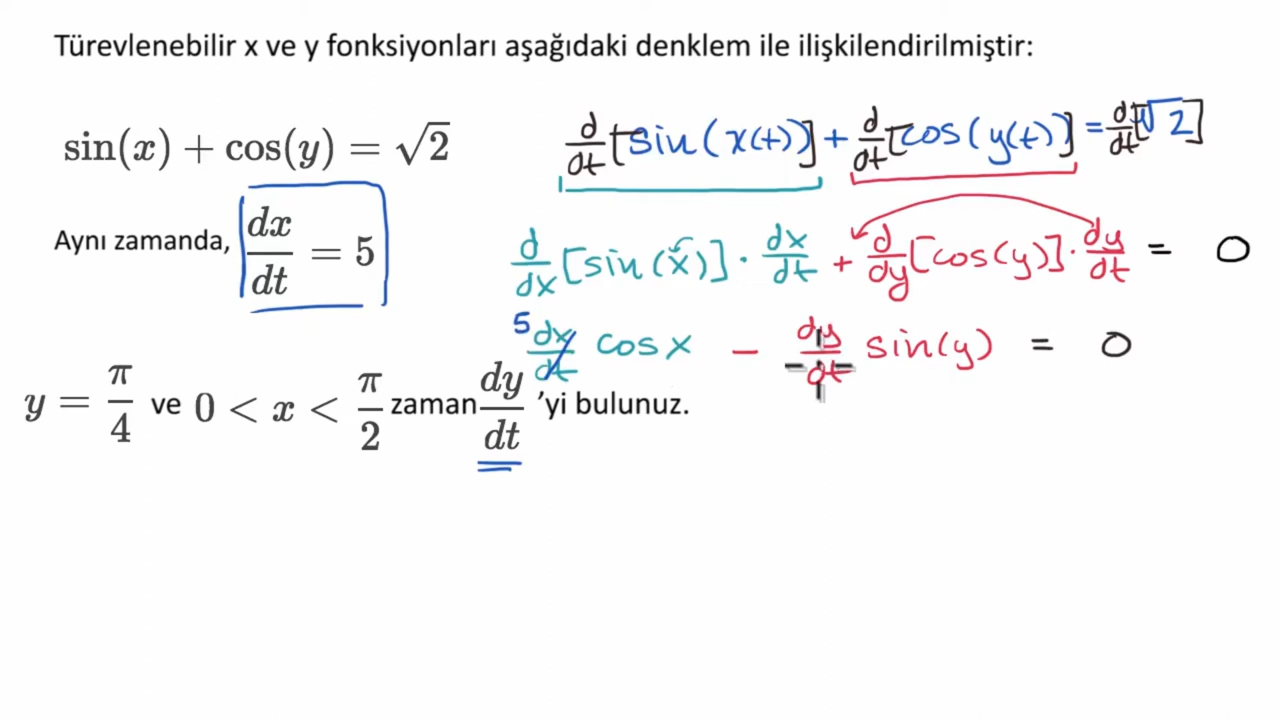 Türevlenebilir x ve y fonksiyonları aşağıdaki denklem ile ilişkilendirilmiştir:
sin(x) + cos(y) = √2
d/dt [sin(x(t))] + d/dt [cos(y(t))] = d/dt [√2]
Aynı zamanda, dx/dt = 5
d/dx [sin(x)] · dx/dt + d/dy [cos(y)] · dy/dt = 0
5 dx/dt cosx − dy/dt sin(y) = 0
y = π/4 ve 0 < x < π/2 zaman dy/dt 'yi bulunuz.